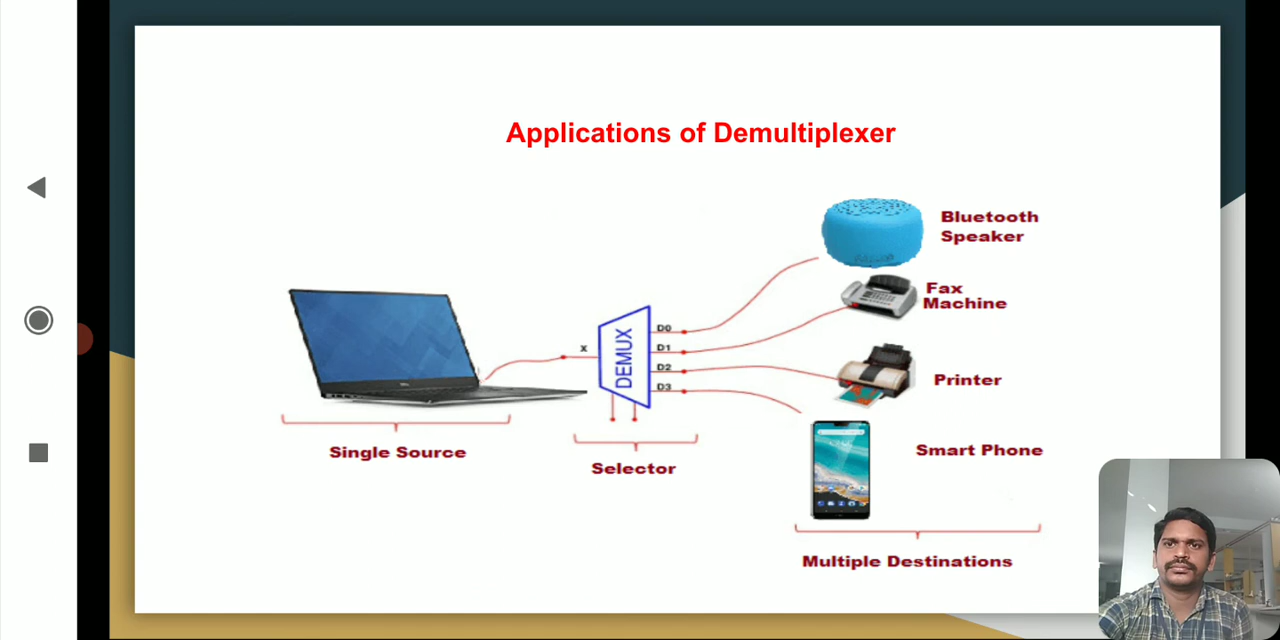 Applications of Demultiplexer
Bluetooth
Speaker
Fax
Machine
D0
X
DEMUX
D1
D2
D3
Printer
Single Source
Selector
Smart Phone
Multiple Destinations